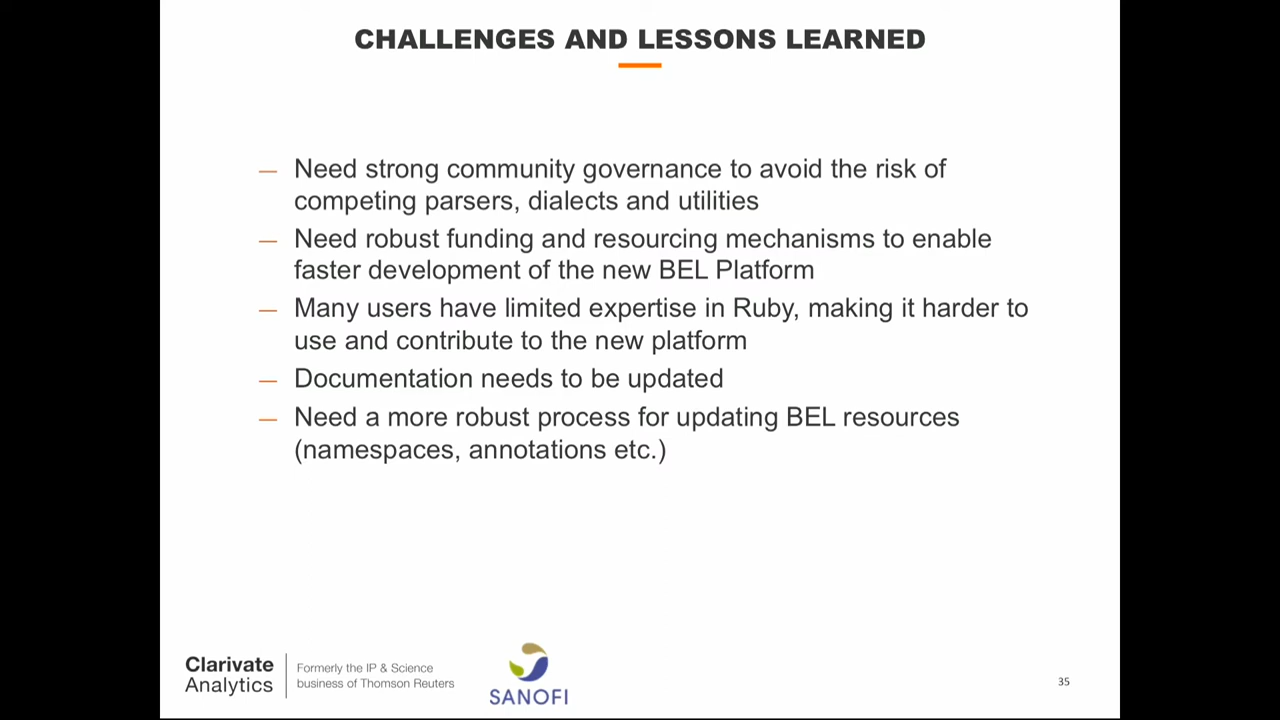 CHALLENGES AND LESSONS LEARNED
— Need strong community governance to avoid the risk of
competing parsers, dialects and utilities
— Need robust funding and resourcing mechanisms to enable
faster development of the new BEL Platform
— Many users have limited expertise in Ruby, making it harder to
use and contribute to the new platform
— Documentation needs to be updated
— Need a more robust process for updating BEL resources
(namespaces, annotations etc.)
Clarivate
Analytics
Formerly the IP & Science
business of Thomson Reuters
SANOFI
35